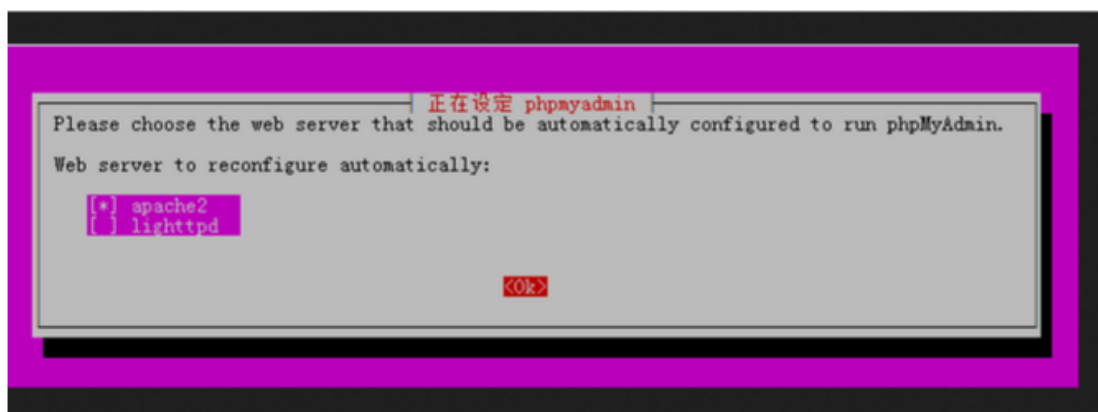 正在设定 phpmyadmin
Please choose the web server that should be automatically configured to run phpMyAdmin.
Web server to reconfigure automatically:
[*] apache2
[ ] lighttpd
<Ok>